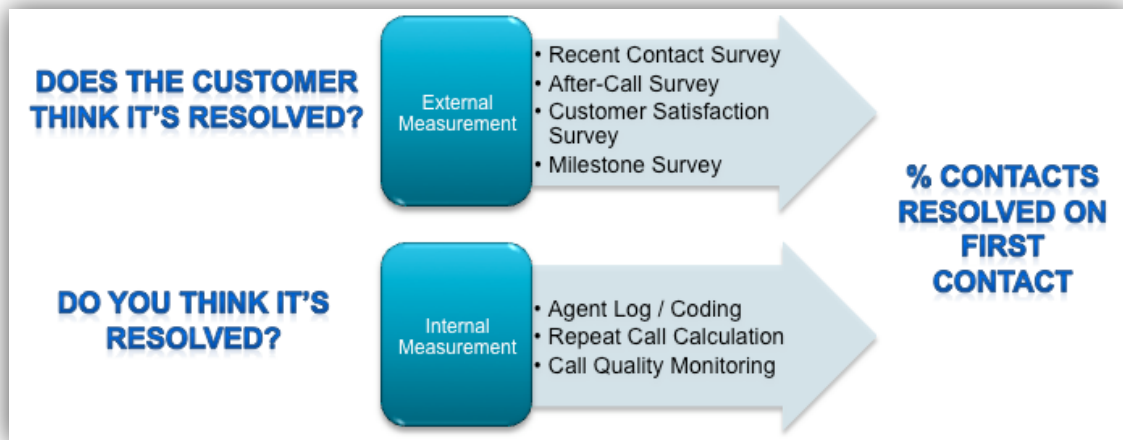 DOES THE CUSTOMER
THINK IT'S RESOLVED?
External
Measurement
• Recent Contact Survey
• After-Call Survey
• Customer Satisfaction
Survey
• Milestone Survey
% CONTACTS
RESOLVED ON
FIRST
CONTACT
DO YOU THINK IT'S
RESOLVED?
Internal
Measurement
• Agent Log / Coding
• Repeat Call Calculation
• Call Quality Monitoring